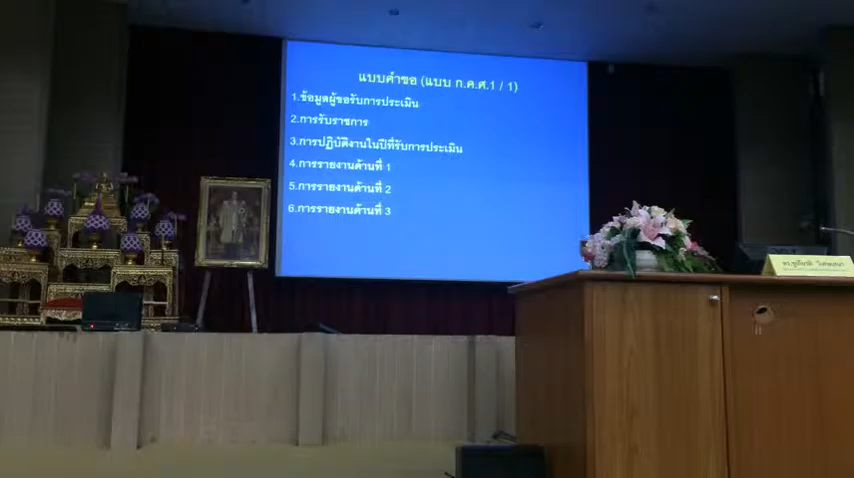 แบบคำขอ (แบบ ก.ค.ศ.1 / 1)
1.ข้อมูลผู้ขอรับการประเมิน
2.การรับราชการ
3.การปฏิบัติงานในปีที่รับการประเมิน
4.การรายงานด้านที่ 1
5.การรายงานด้านที่ 2
6.การรายงานด้านที่ 3